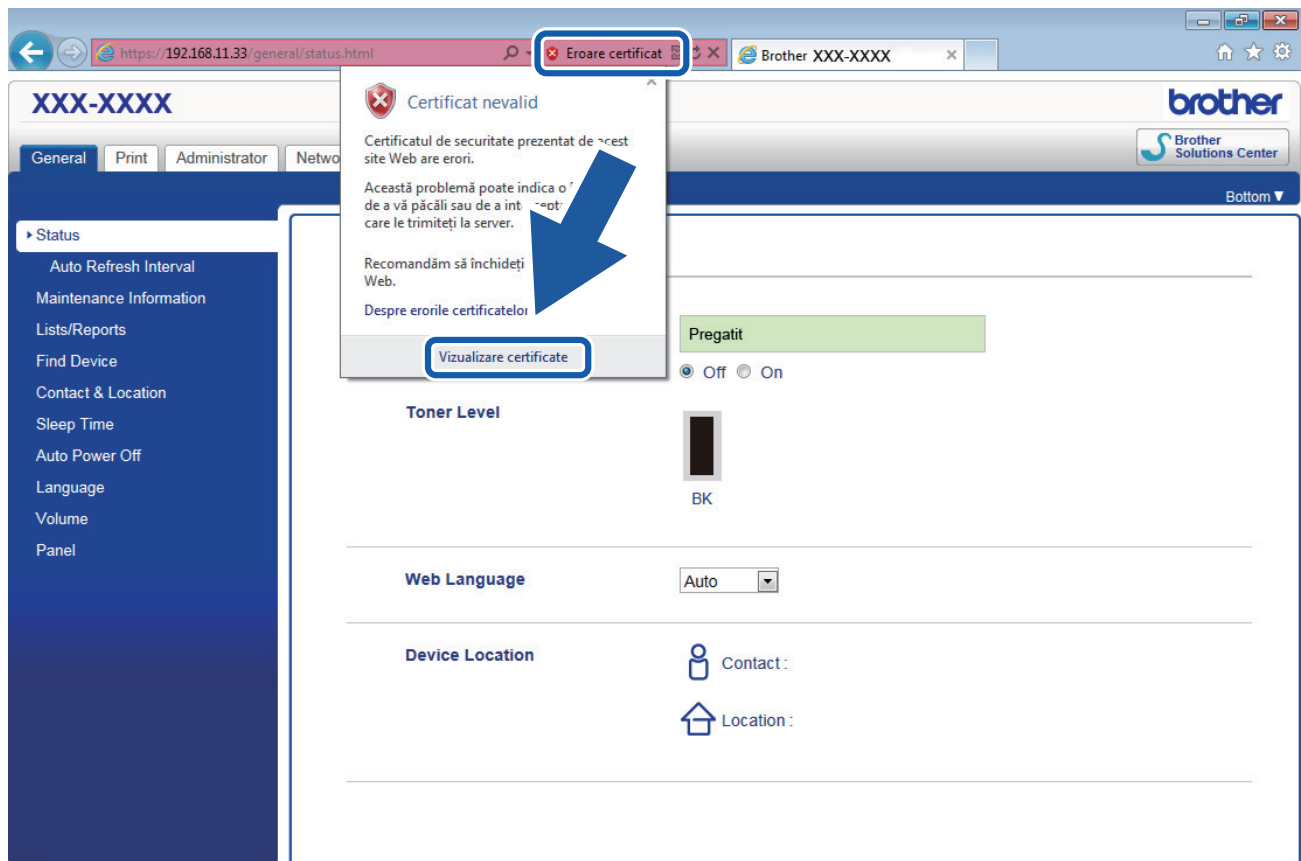 https://192.168.11.33/general/status.html
Eroare certificat
Brother XXX-XXXX
XXX-XXXX
brother
Brother
Solutions Center
General
Print
Administrator
Bottom▼
Status
Auto Refresh Interval
Maintenance Information
Lists/Reports
Find Device
Contact & Location
Sleep Time
Auto Power Off
Language
Volume
Panel
Certificat nevalid
Certificatul de securitate prezentat de acest
site Web are erori.
Această problemă poate indica o
de a vă păcăli sau de a
care le trimiteți la server.
Recomandăm să închideți
Web.
Despre erorile certificatelor
Vizualizare certificate
Pregatit
Off
On
Toner Level
BK
Web Language
Auto
Device Location
Contact :
Location :